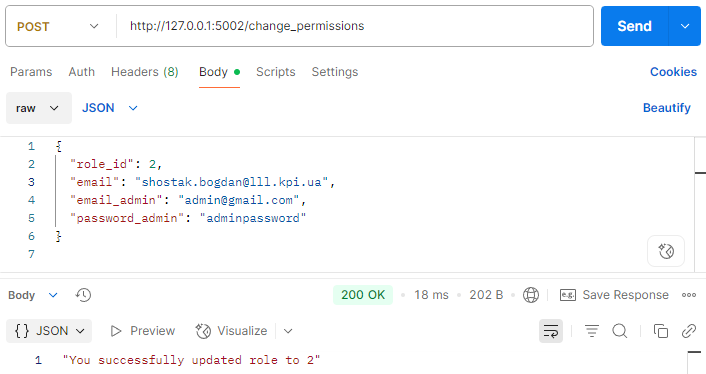 POST http://127.0.0.1:5002/change_permissions Send
Params Auth Headers (8) Body Scripts Settings Cookies
raw JSON Beautify
1 {
2 "role_id": 2,
3 "email": "shostak.bogdan@lll.kpi.ua",
4 "email_admin": "admin@gmail.com",
5 "password_admin": "adminpassword"
6 }
7
Body 200 OK • 18 ms • 202 B • e.g. Save Response
{} JSON Preview Visualize
1 "You successfully updated role to 2"